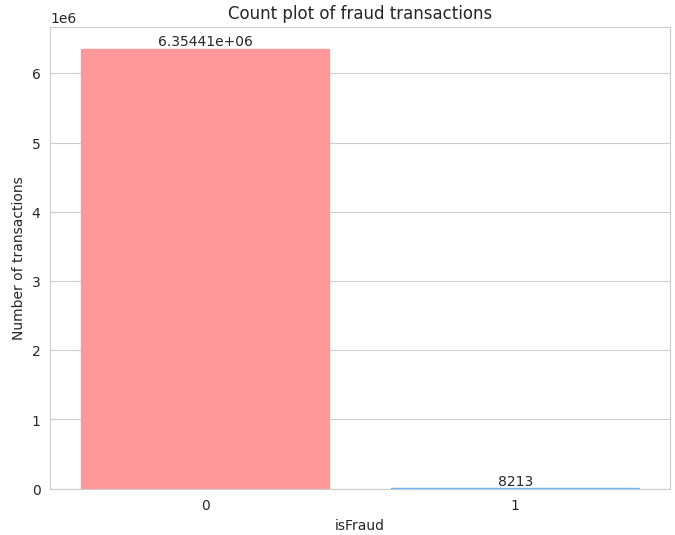 Count plot of fraud transactions
1e6
6.35441e+06
6
5
4
3
2
1
0
Number of transactions
8213
0
1
isFraud